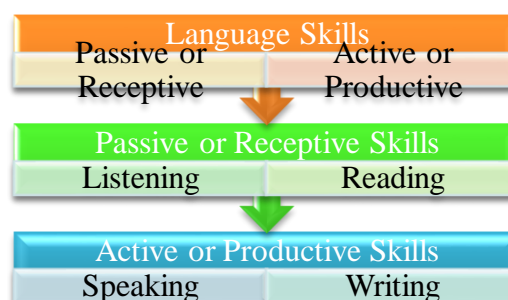 Language Skills
Passive or Receptive
Active or Productive
Passive or Receptive Skills
Listening
Reading
Active or Productive Skills
Speaking
Writing